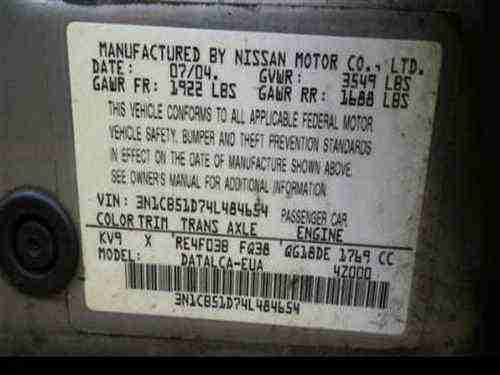 MANUFACTURED BY NISSAN MOTOR CO., LTD.
DATE: 07/04. GVWR: 3549 LBS
GAWR FR: 1922 LBS GAWR RR: 1688 LBS
THIS VEHICLE CONFORMS TO ALL APPLICABLE FEDERAL MOTOR
VEHICLE SAFETY, BUMPER AND THEFT PREVENTION STANDARDS
IN EFFECT ON THE DATE OF MANUFACTURE SHOWN ABOVE.
SEE OWNER'S MANUAL FOR ADDITIONAL INFORMATION.
VIN: 3N1CB51D74L484654 PASSENGER CAR
COLOR TRIM TRANS AXLE ENGINE
KV9 X RE4F03B FQ38 QG18DE 1769 CC
MODEL: DATALCA-EUA 42000
3N1CB51D74L484654